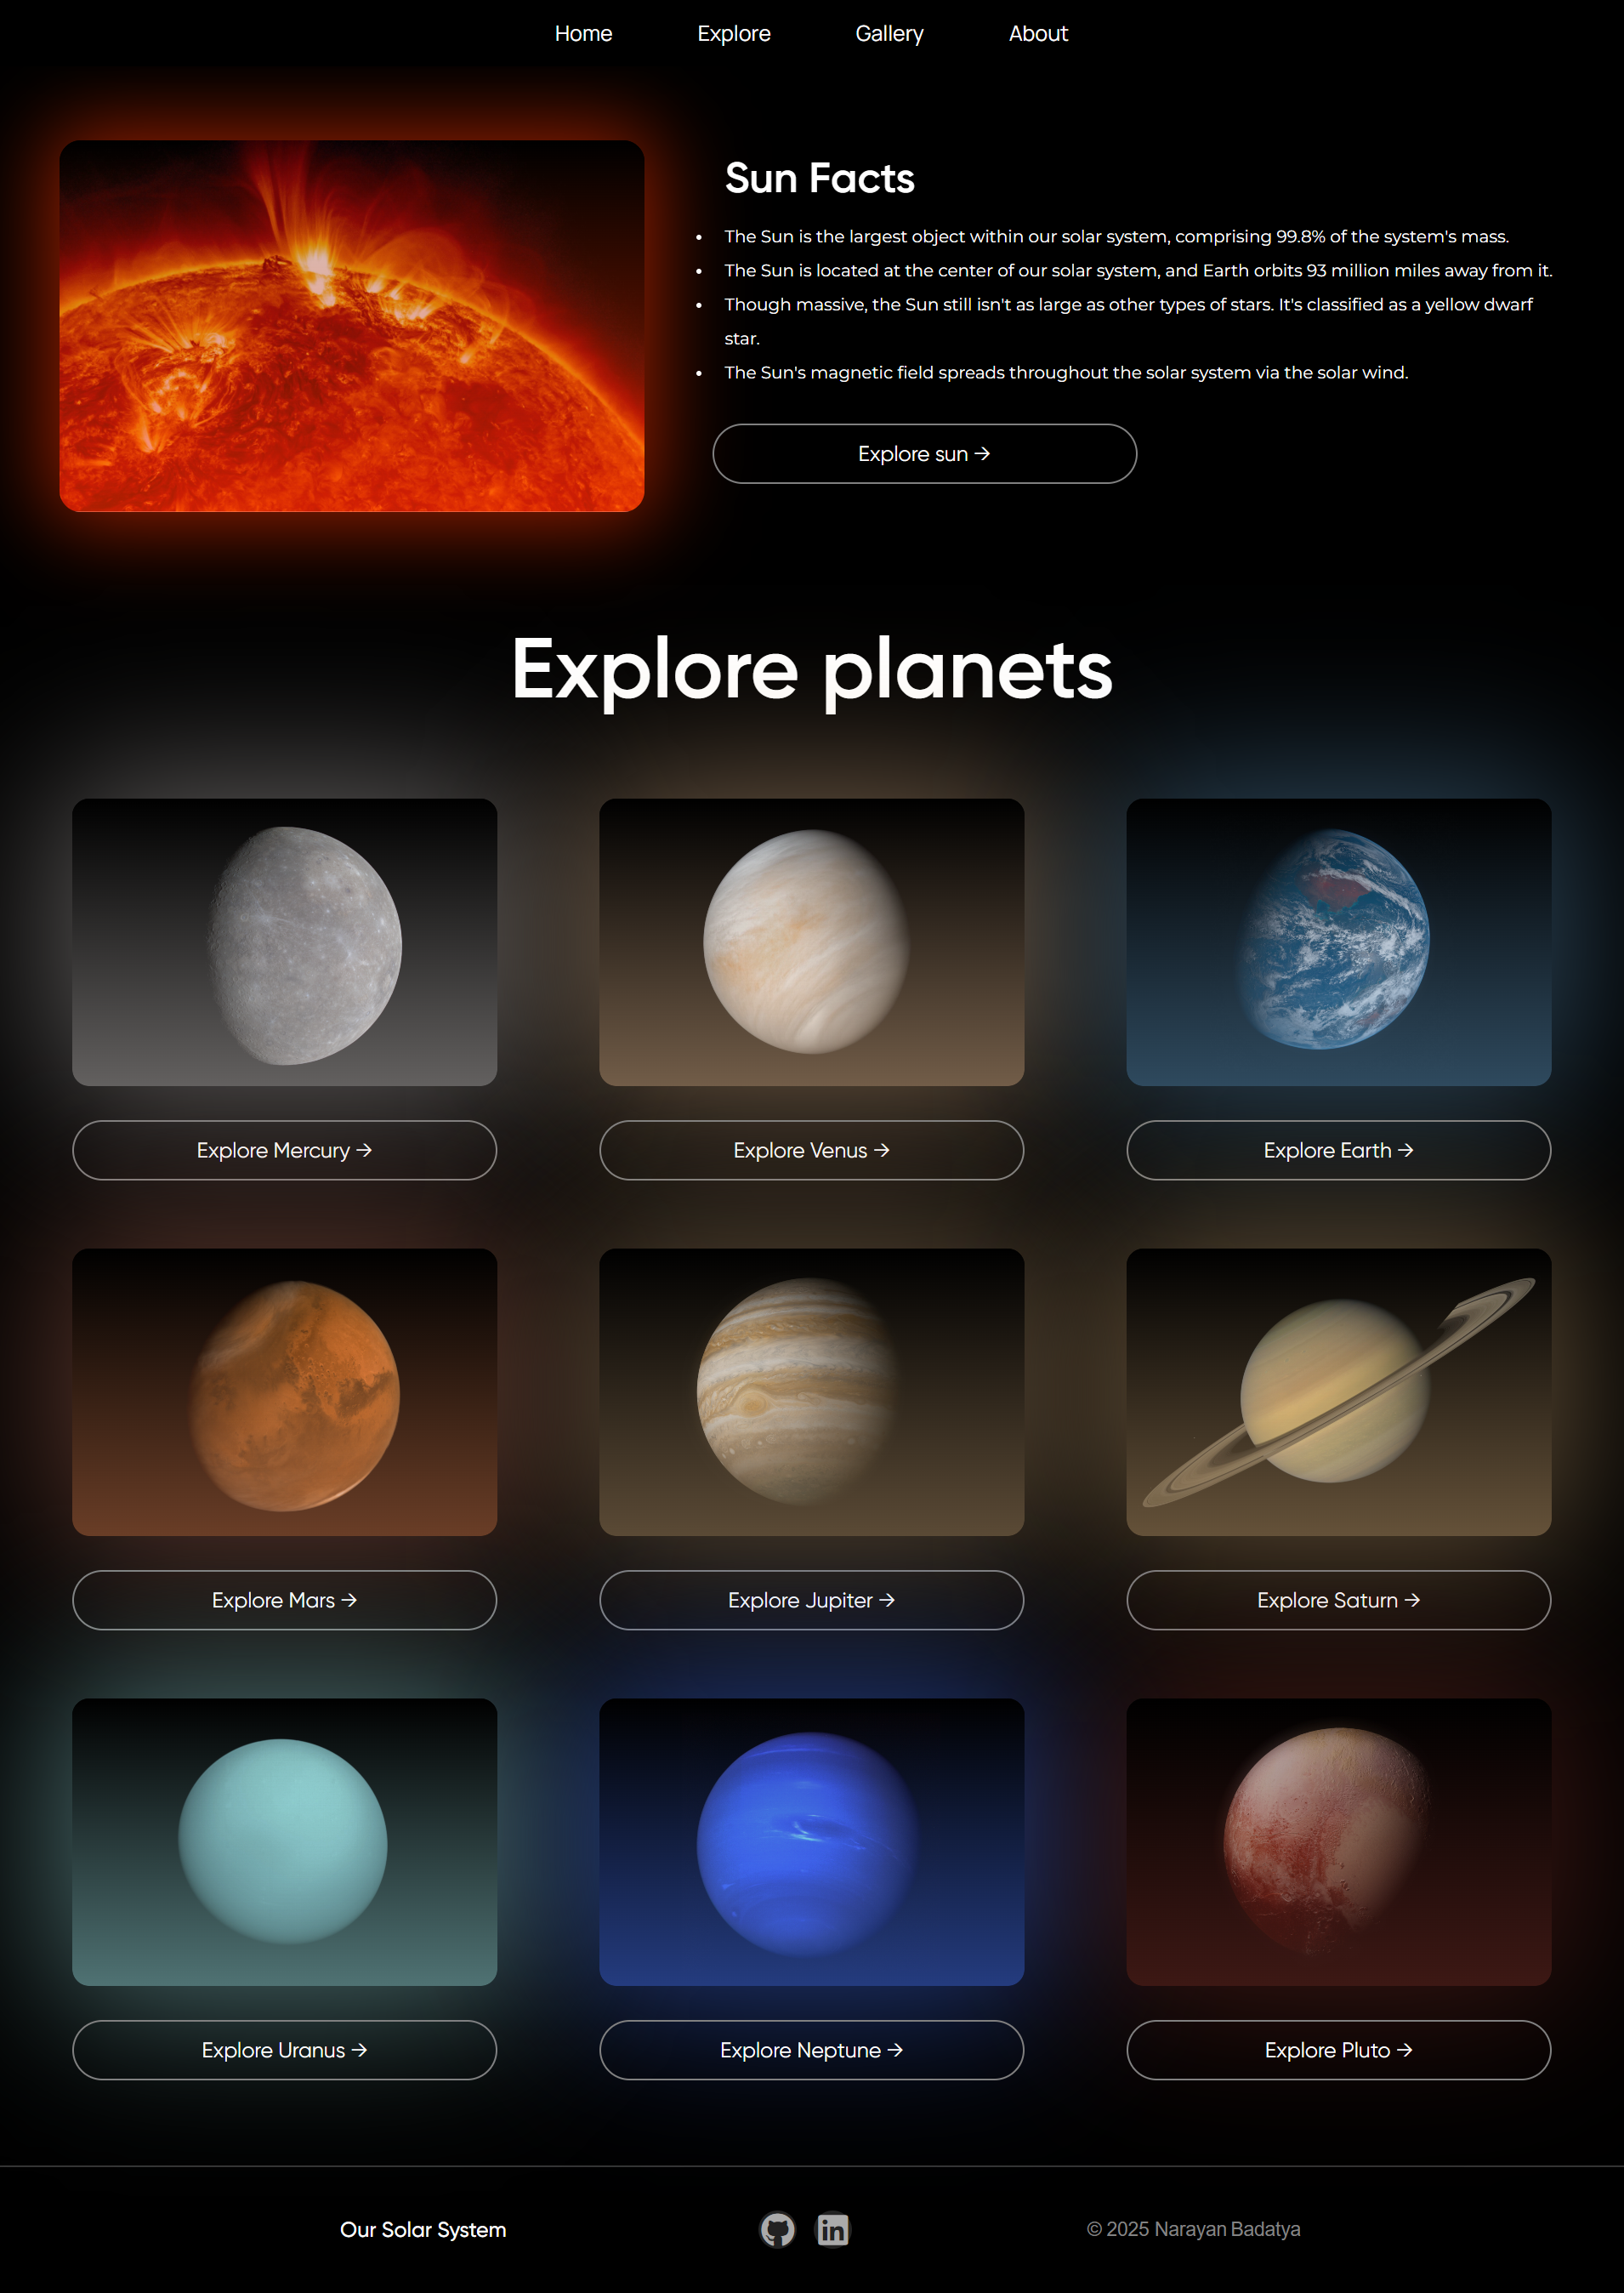 Home Explore Gallery About
Sun Facts
• The Sun is the largest object within our solar system, comprising 99.8% of the system's mass.
• The Sun is located at the center of our solar system, and Earth orbits 93 million miles away from it.
• Though massive, the Sun still isn't as large as other types of stars. It's classified as a yellow dwarf
star.
• The Sun's magnetic field spreads throughout the solar system via the solar wind.
Explore sun →
Explore planets
Explore Mercury → Explore Venus → Explore Earth →
Explore Mars → Explore Jupiter → Explore Saturn →
Explore Uranus → Explore Neptune → Explore Pluto →
Our Solar System in © 2025 Narayan Badatya